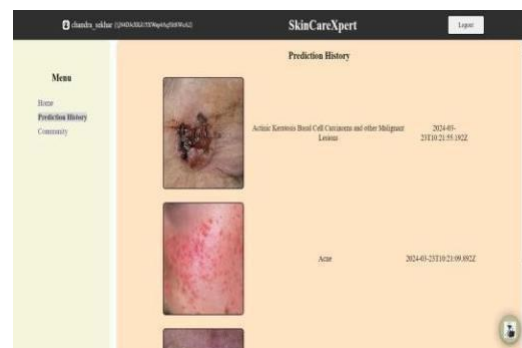 chandra_sekhar
SkinCareXpert
Logout
Prediction History
Menu
Home
Prediction History
Community
Actinic Keratosis Basal Cell Carcinoma and other Malignant
Lesions
2024-03-
23T10:21:55.192Z
Acne
2024-03-23T10:21:09.692Z